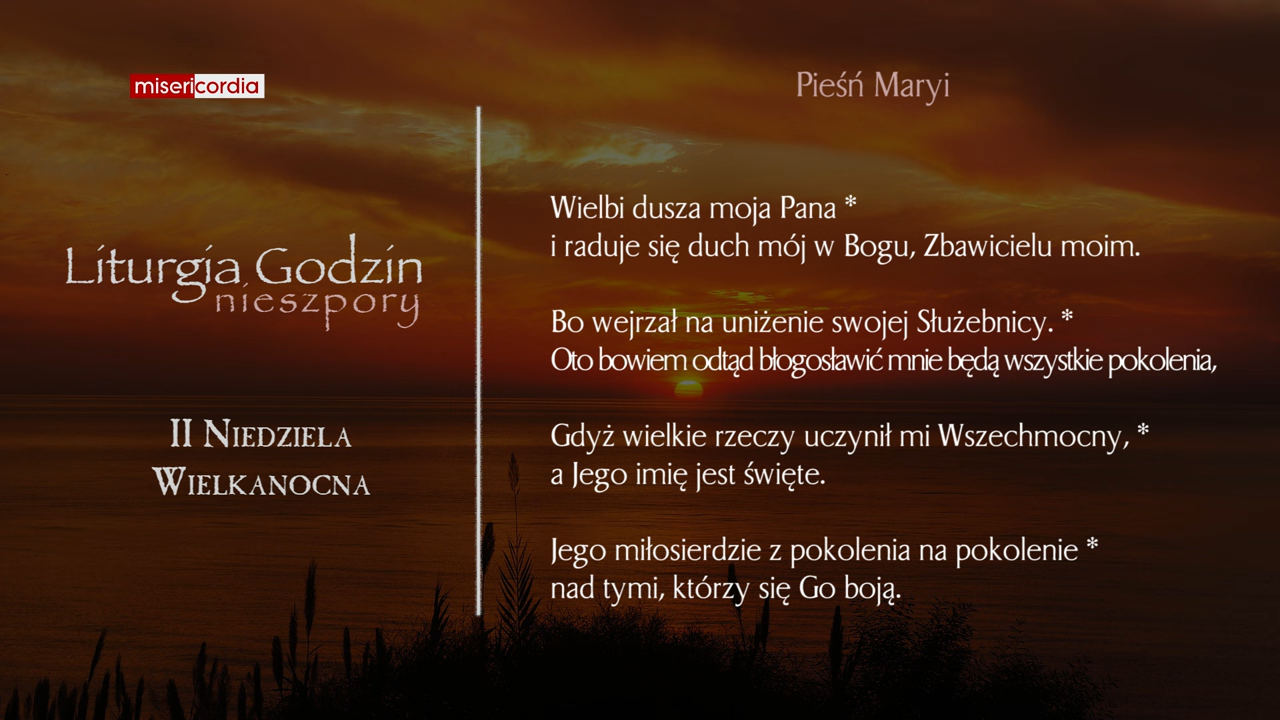 misericordia
Liturgia Godzin
nieszpory
II Niedziela
Wielkanocna
Pieśń Maryi
Wielbi dusza moja Pana *
i raduje się duch mój w Bogu, Zbawicielu moim.
Bo wejrzał na uniżenie swojej Służebnicy. *
Oto bowiem odtąd błogosławić mnie będą wszystkie pokolenia,
Gdyż wielkie rzeczy uczynił mi Wszechmocny, *
a Jego imię jest święte.
Jego miłosierdzie z pokolenia na pokolenie *
nad tymi, którzy się Go boją.